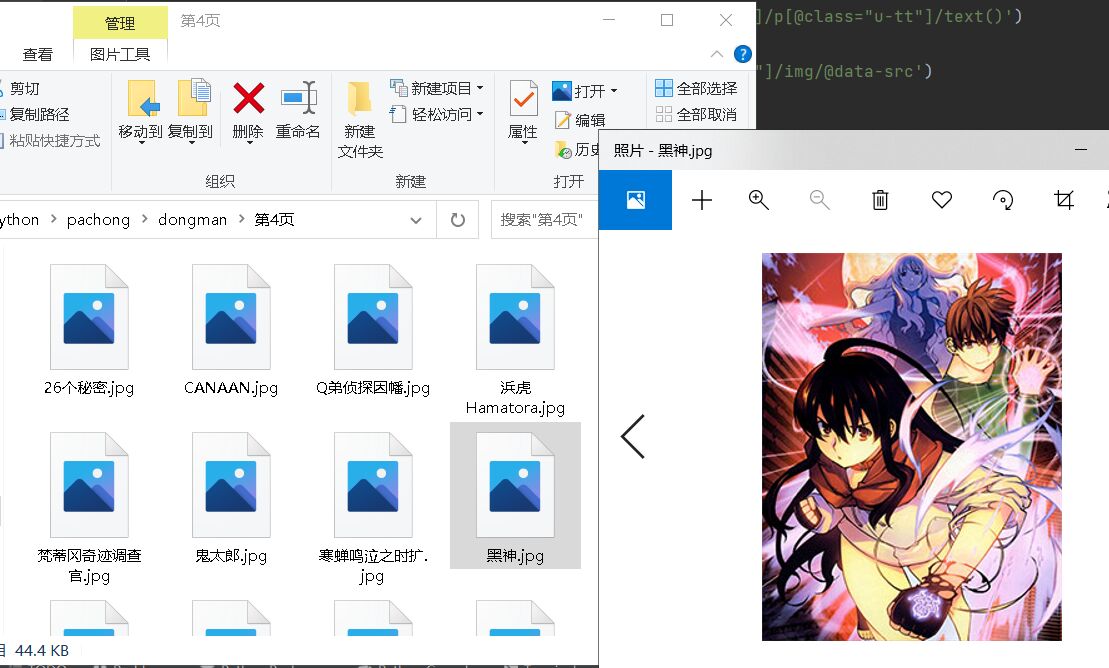 管理
第4页
查看
图片工具
]/p[@class="u-tt"]/text()')
"]/img/@data-src')
剪切
复制路径
粘贴快捷方式
移动到
复制到
删除
重命名
新建
文件夹
新建项目
轻松访问
属性
打开
编辑
历史
全部选择
全部取消
组织
新建
打开
ython > pachong > dongman > 第4页
搜索"第4页"
照片 - 黑神.jpg
26个秘密.jpg
CANAAN.jpg
Q弟侦探因幡.jpg
浜虎
Hamatora.jpg
梵蒂冈奇迹调查
官.jpg
鬼太郎.jpg
寒蝉鸣泣之时扩.
jpg
黑神.jpg
44.4 KB